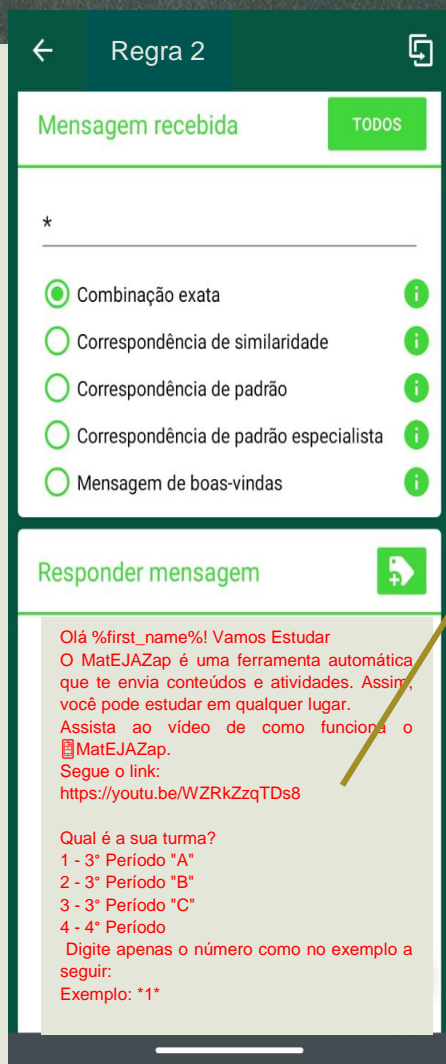 Regra 2
Mensagem recebida
TODOS
*
Combinação exata
Correspondência de similaridade
Correspondência de padrão
Correspondência de padrão especialista
Mensagem de boas-vindas
Responder mensagem
Olá %first_name%! Vamos Estudar
O MatEJAZap é uma ferramenta automática
que te envia conteúdos e atividades. Assim,
você pode estudar em qualquer lugar.
Assista ao vídeo de como funciona o
📱MatEJAZap.
Segue o link:
https://youtu.be/WZRkZzqTDs8
Qual é a sua turma?
1 - 3° Período "A"
2 - 3° Período "B"
3 - 3° Período "C"
4 - 4° Período
Digite apenas o número como no exemplo a
seguir:
Exemplo: *1*